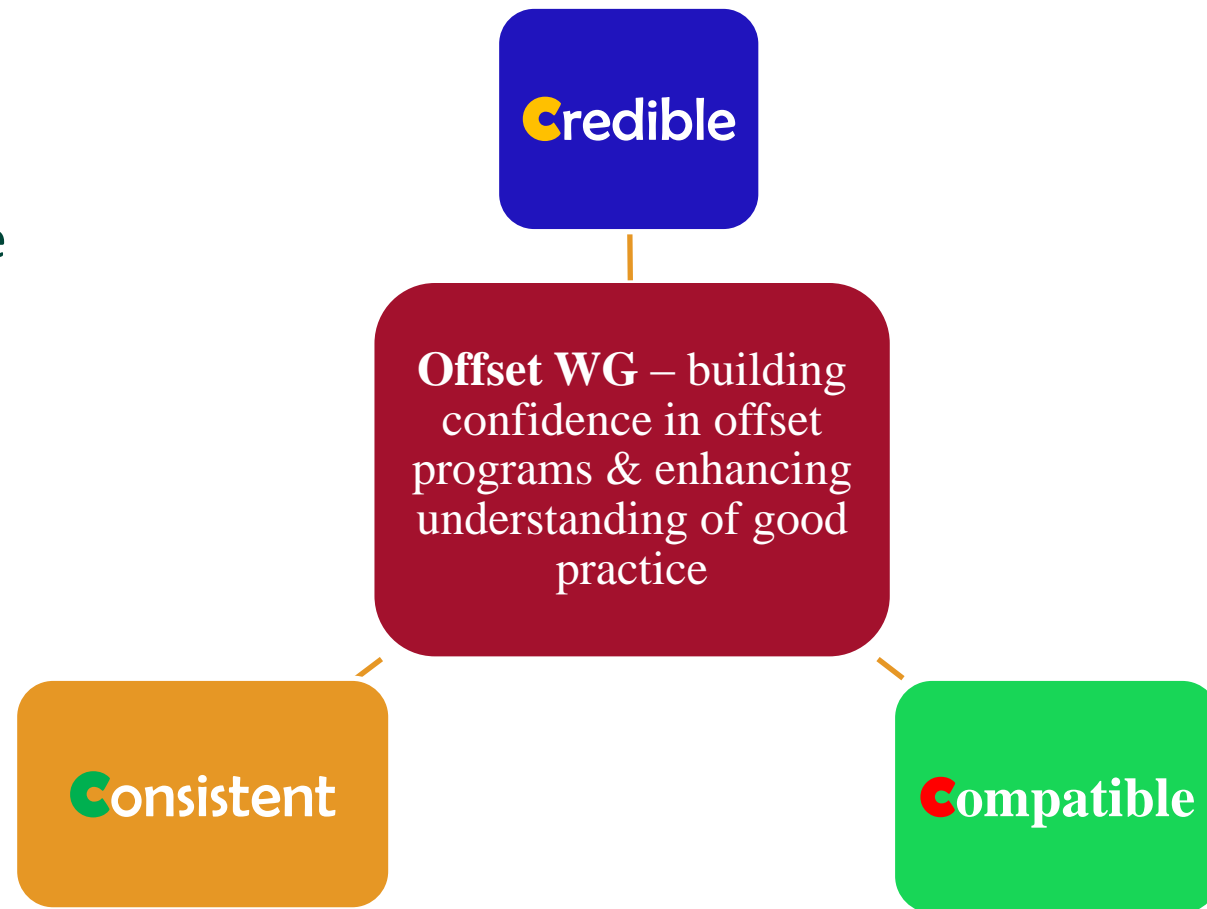 Credible
e
Offset WG – building
confidence in offset
programs & enhancing
understanding of good
practice
Consistent
Compatible